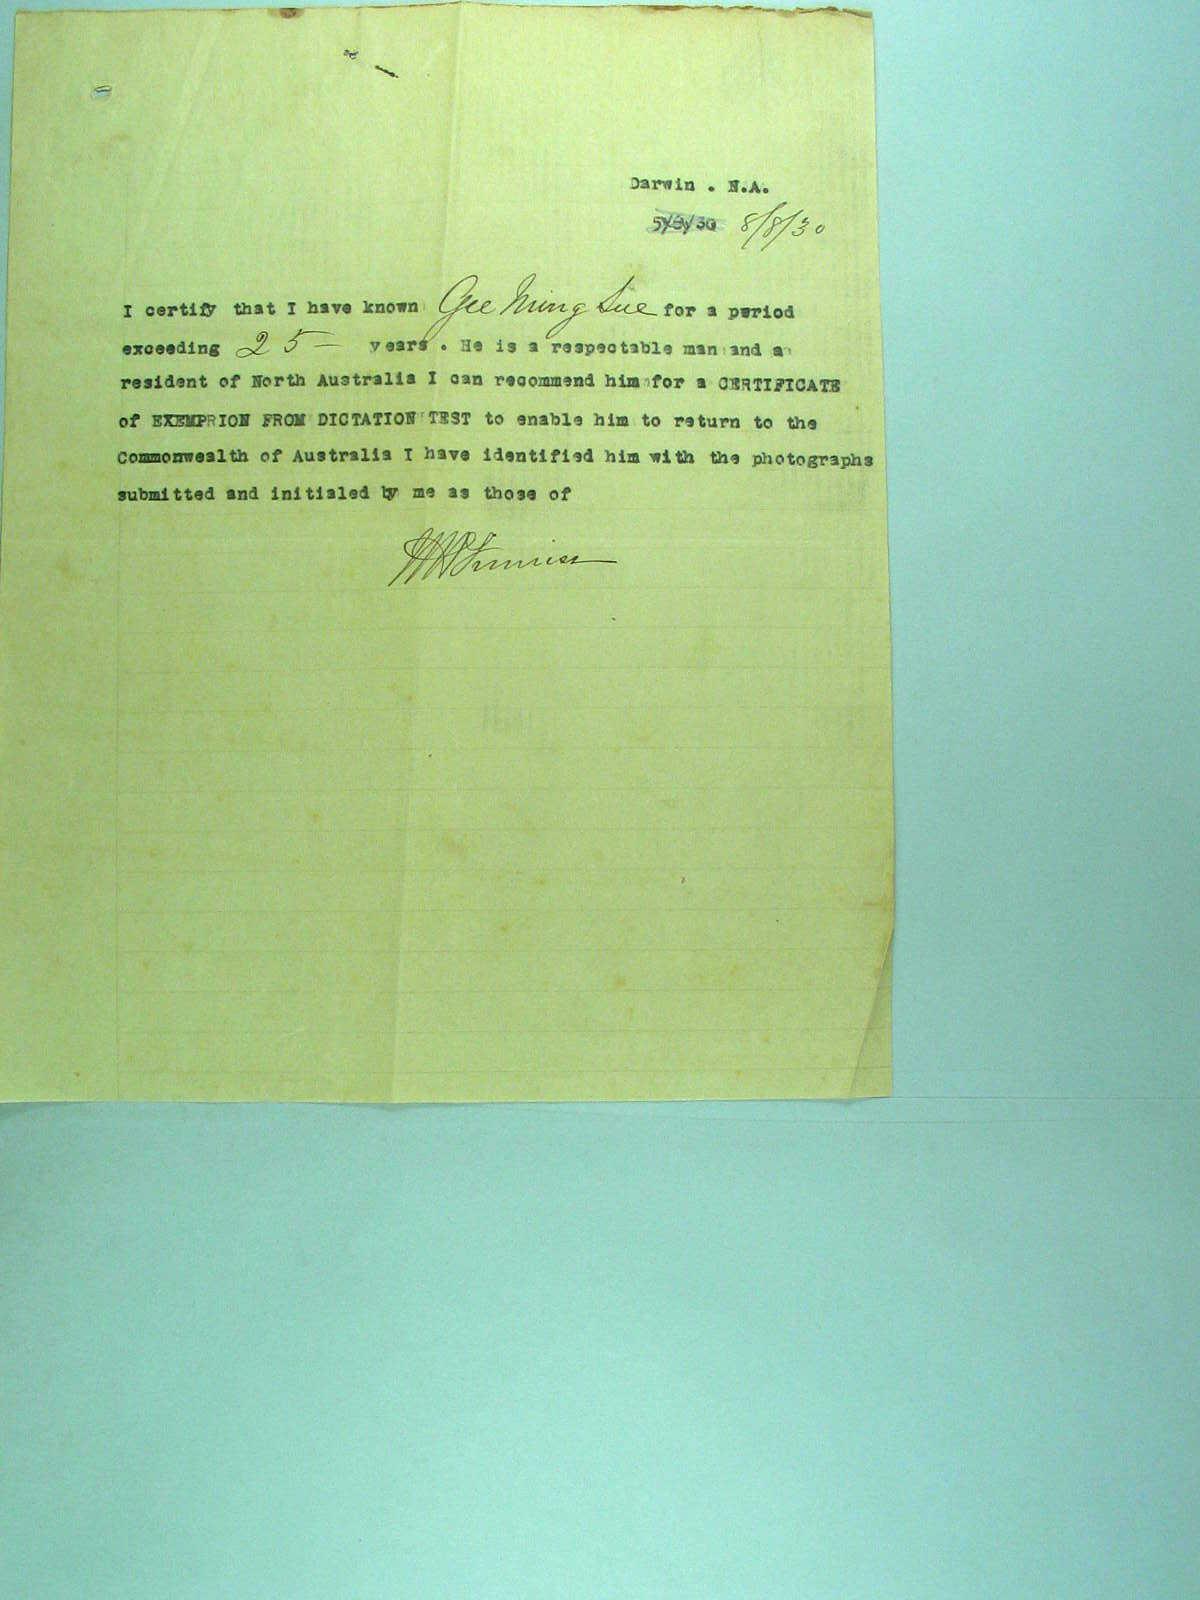 Darwin . N.A.
5/8/30 8/8/30
I certify that I have known Gee Ming Sue for a period
exceeding 25 — years . He is a respectable man and a
resident of North Australia I can recommend him for a CERTIFICATE
of EXEMPRION FROM DICTATION TEST to enable him to return to the
Commonwealth of Australia I have identified him with the photographs
submitted and initialed by me as those of